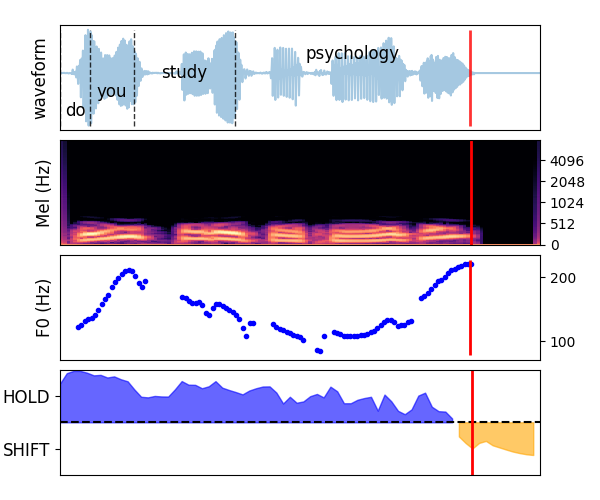 waveform
do
you
study
psychology
Mel (Hz)
4096
2048
1024
512
0
F0 (Hz)
200
100
HOLD
SHIFT